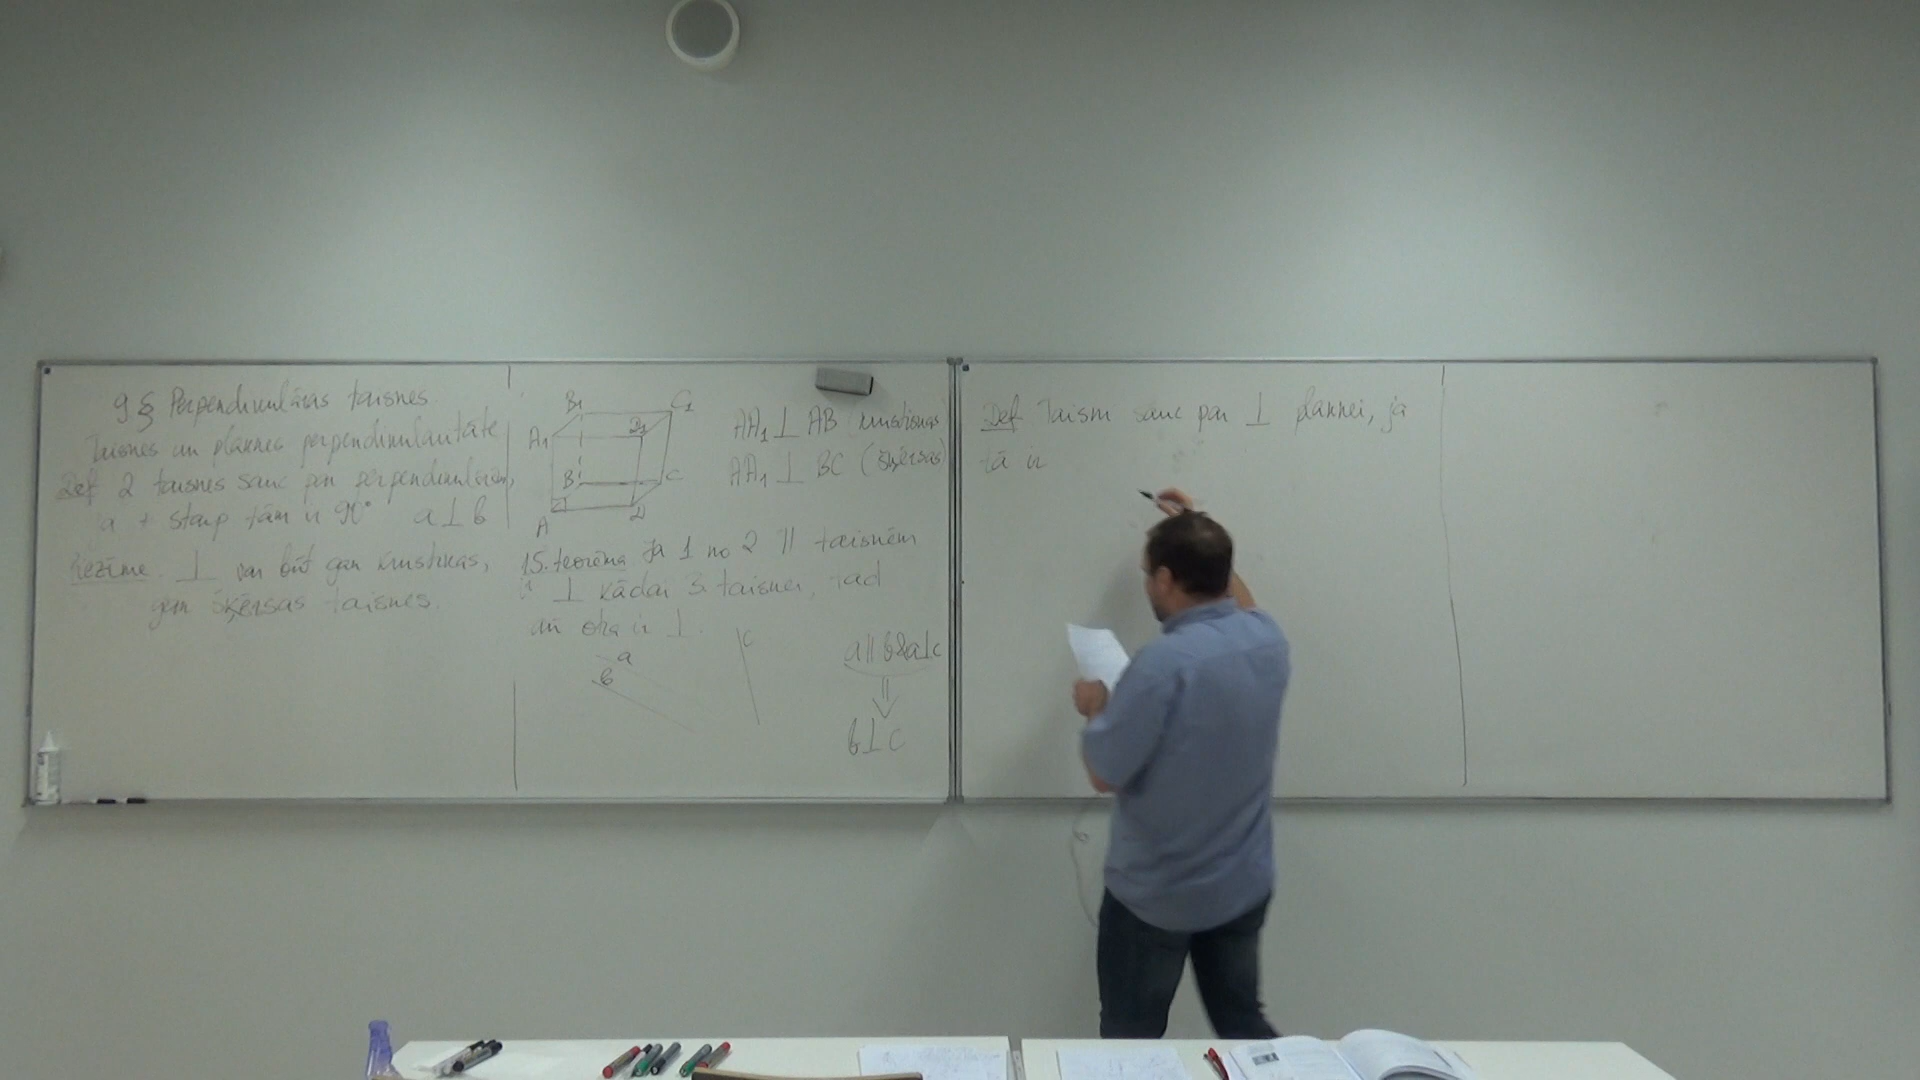 9 § Perpendikulāras taisnes.
Taisnes un plaknes perpendikularitāte
Def 2 taisnes sauc par perpendikulārām,
a + starp tām ir 90° a ⊥ b
Piezīme. ⊥ var būt gan krustiskas,
gan šķērsas taisnes.
B₁ C₁
A₁ D₁
B C
A D
AA₁ ⊥ AB krustiskas
AA₁ ⊥ BC (šķērsas)
15. teorēma Ja 1 no 2 || taisnēm
ir ⊥ kādai 3. taisnei, tad
arī otra ir ⊥.
a
b
c
a || b & a ⊥ c
⇓
b ⊥ c
Def Taisni sauc par ⊥ plaknei, ja
tā ir